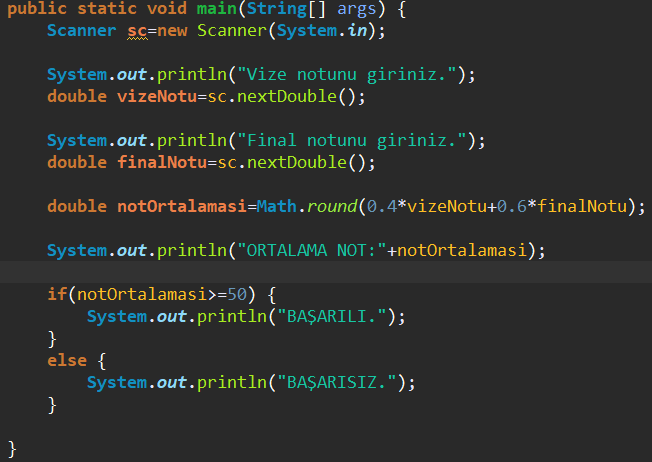 public static void main(String[] args) {
Scanner sc=new Scanner(System.in);
System.out.println("Vize notunu giriniz.");
double vizeNotu=sc.nextDouble();
System.out.println("Final notunu giriniz.");
double finalNotu=sc.nextDouble();
double notOrtalamasi=Math.round(0.4*vizeNotu+0.6*finalNotu);
System.out.println("ORTALAMA NOT:"+notOrtalamasi);
if(notOrtalamasi>=50) {
System.out.println("BAŞARILI.");
}
else {
System.out.println("BAŞARISIZ.");
}
}